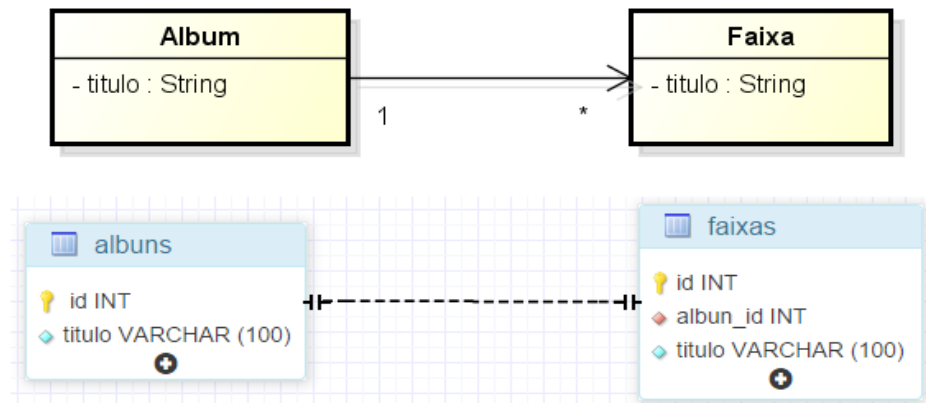 Album
- titulo : String
Faixa
- titulo : String
1
*
albuns
id INT
titulo VARCHAR (100)
faixas
id INT
albun_id INT
titulo VARCHAR (100)